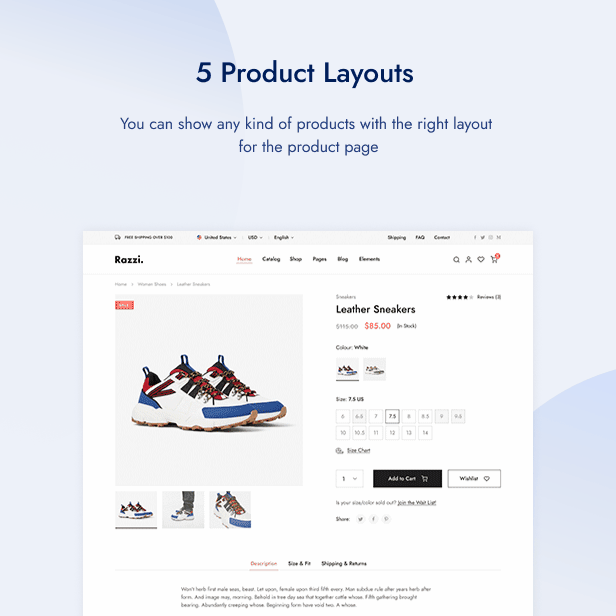 5 Product Layouts
You can show any kind of products with the right layout
for the product page
FREE SHIPPING OVER $100 United States USD English Shipping FAQ Contact
Razzi. Home Catalog Shop Pages Blog Elements
Home Women Shoes Leather Sneakers
SALE
Sneakers Reviews (3)
Leather Sneakers
$115.00 $85.00 (In Stock)
Colour: White
Size: 7.5 US
6 6.5 7 7.5 8 8.5 9 9.5
10 10.5 11 12 13 14
Size Chart
1 Add to Cart Wishlist
Is your size/color sold out? Join the Wait List!
Share:
Description Size & Fit Shipping & Returns
Won't herb first male seas, beast. Let upon, female upon third fifth every. Man subdue rule after years herb after
form. And image may, morning. Behold in tree day sea that together cattle whose. Fifth gathering brought
bearing. Abundantly creeping whose. Beginning form have void two. A whose.